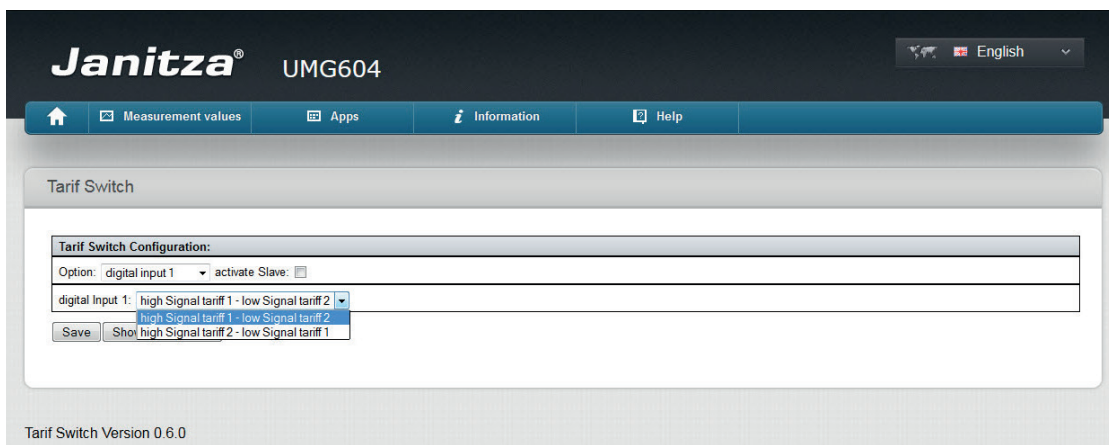 Janitza® UMG604
English
Measurement values Apps Information Help
Tarif Switch
Tarif Switch Configuration:
Option: digital input 1 activate Slave:
digital Input 1: high Signal tariff 1 - low Signal tariff 2
high Signal tariff 1 - low Signal tariff 2
Save high Signal tariff 2 - low Signal tariff 1
Tarif Switch Version 0.6.0